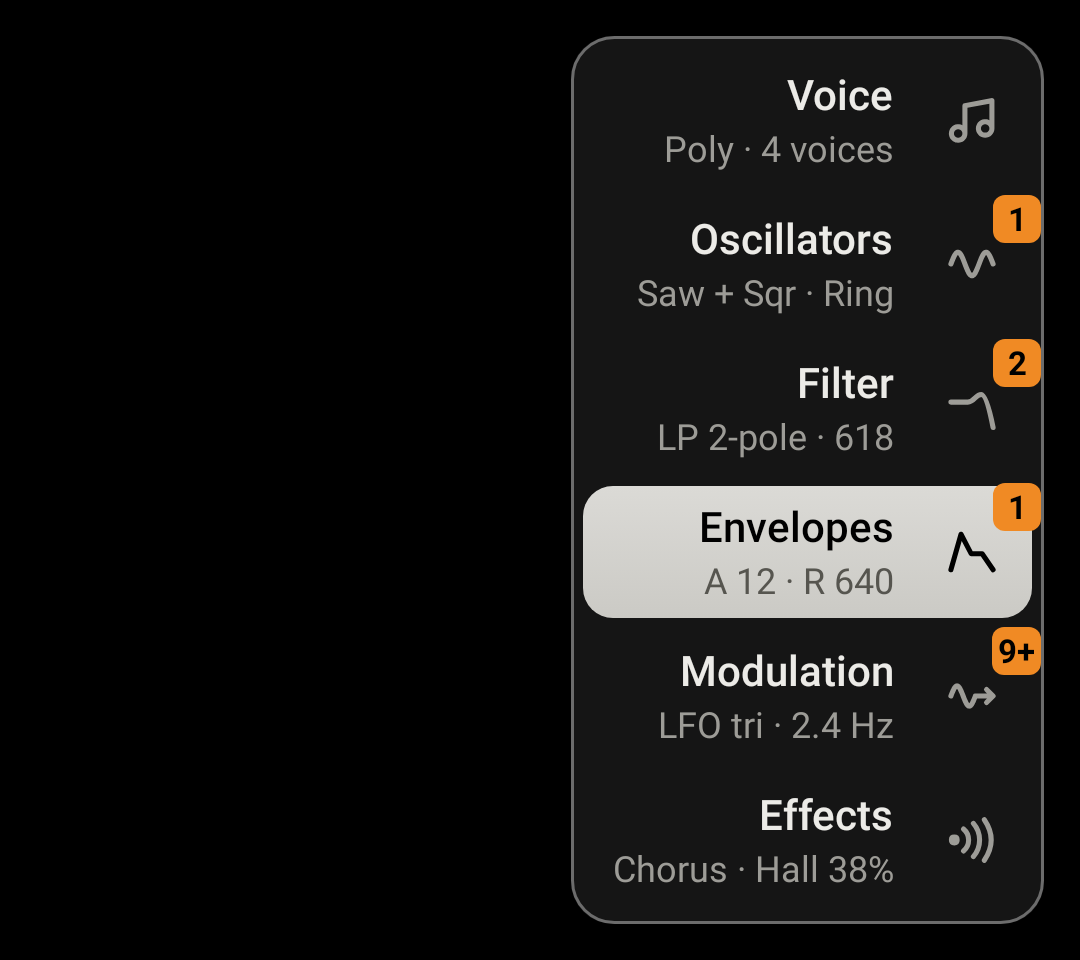 Voice
Poly · 4 voices
1
Oscillators
Saw + Sqr · Ring
2
Filter
LP 2-pole · 618
1
Envelopes
A 12 · R 640
9+
Modulation
LFO tri · 2.4 Hz
Effects
Chorus · Hall 38%